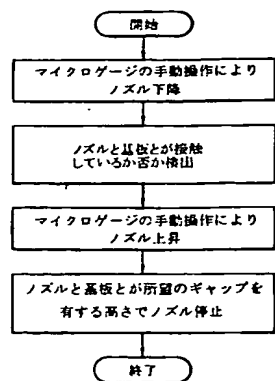 開始
マイクロゲージの手動操作により
ノズル下降
ノズルと基板とが接触
しているか否か検出
マイクロゲージの手動操作により
ノズル上昇
ノズルと基板とが所望のギャップを
有する高さでノズル停止
終了